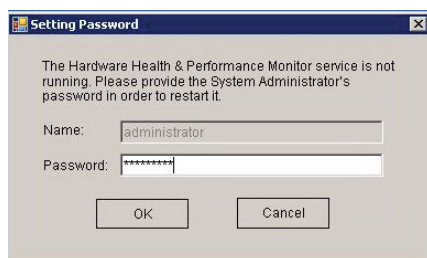 Setting Password
The Hardware Health & Performance Monitor service is not
running. Please provide the System Administrator's
password in order to restart it.
Name: administrator
Password: *********
OK Cancel